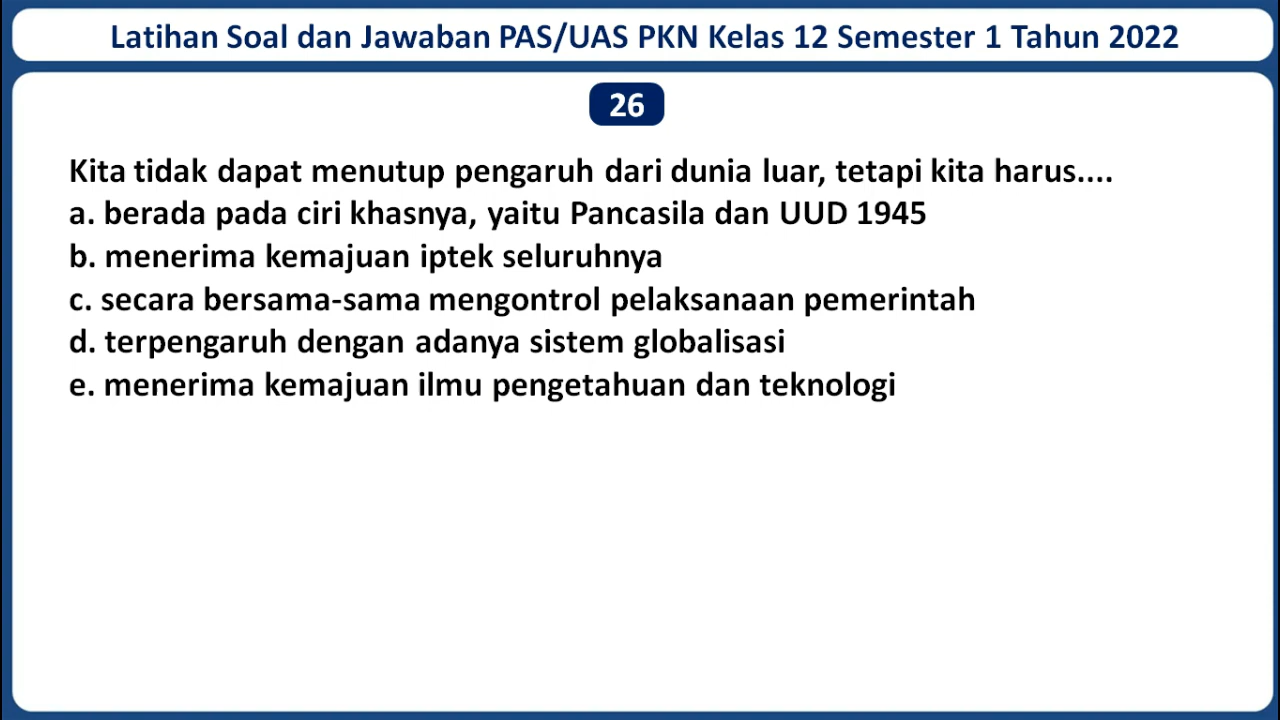 Latihan Soal dan Jawaban PAS/UAS PKN Kelas 12 Semester 1 Tahun 2022
26
Kita tidak dapat menutup pengaruh dari dunia luar, tetapi kita harus....
a. berada pada ciri khasnya, yaitu Pancasila dan UUD 1945
b. menerima kemajuan iptek seluruhnya
c. secara bersama-sama mengontrol pelaksanaan pemerintah
d. terpengaruh dengan adanya sistem globalisasi
e. menerima kemajuan ilmu pengetahuan dan teknologi